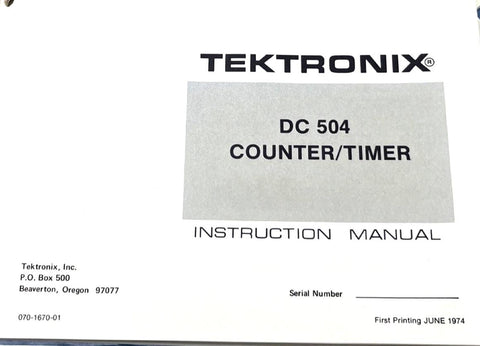 TEKTRONIX®
DC 504
COUNTER/TIMER
INSTRUCTION MANUAL
Tektronix, Inc.
P.O. Box 500
Beaverton, Oregon 97077
Serial Number
070-1670-01
First Printing JUNE 1974